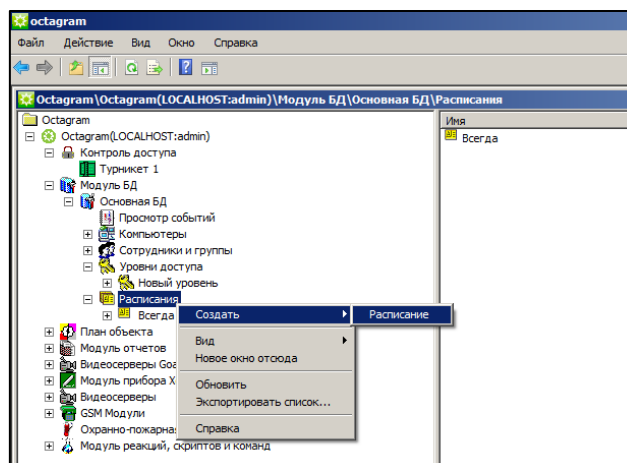 octagram
Файл Действие Вид Окно Справка
Octagram\Octagram(LOCALHOST:admin)\Модуль БД\Основная БД\Расписания
Octagram
Octagram(LOCALHOST:admin)
Контроль доступа
Турникет 1
Модуль БД
Основная БД
Просмотр событий
Компьютеры
Сотрудники и группы
Уровни доступа
Новый уровень
Расписания
Всегда
План объекта
Модуль отчетов
Видеосерверы Goa
Модуль прибора X
Видеосерверы
GSM Модули
Охранно-пожарна
Модуль реакций, скриптов и команд
Создать
Вид
Новое окно отсюда
Обновить
Экспортировать список...
Справка
Расписание
Имя
Всегда